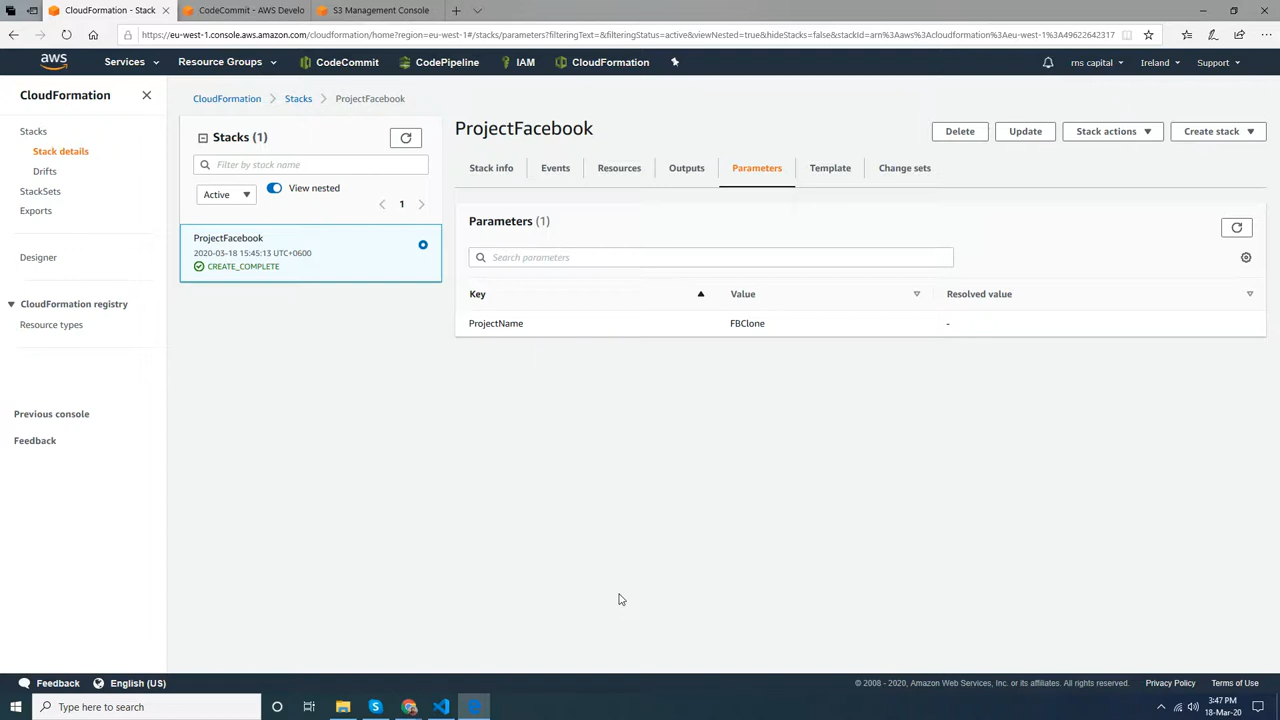 CloudFormation - Stack
CodeCommit - AWS Develo
S3 Management Console
https://eu-west-1.console.aws.amazon.com/cloudformation/home?region=eu-west-1#/stacks/parameters?filteringText=&filteringStatus=active&viewNested=true&hideStacks=false&stackId=arn%3Aaws%3Acloudformation%3Aeu-west-1%3A49622642317
aws
Services
Resource Groups
CodeCommit
CodePipeline
IAM
CloudFormation
ms capital
Ireland
Support
CloudFormation
Stacks
Stack details
Drifts
StackSets
Exports
Designer
CloudFormation registry
Resource types
Previous console
Feedback
CloudFormation > Stacks > ProjectFacebook
Stacks (1)
Filter by stack name
Active
View nested
1
ProjectFacebook
2020-03-18 15:45:13 UTC+0600
CREATE_COMPLETE
ProjectFacebook
Delete
Update
Stack actions
Create stack
Stack info
Events
Resources
Outputs
Parameters
Template
Change sets
Parameters (1)
Search parameters
Key
Value
Resolved value
ProjectName
FBClone
-
Feedback
English (US)
© 2008 - 2020, Amazon Web Services, Inc. or its affiliates. All rights reserved.
Privacy Policy
Terms of Use
Type here to search
3:47 PM
18-Mar-20